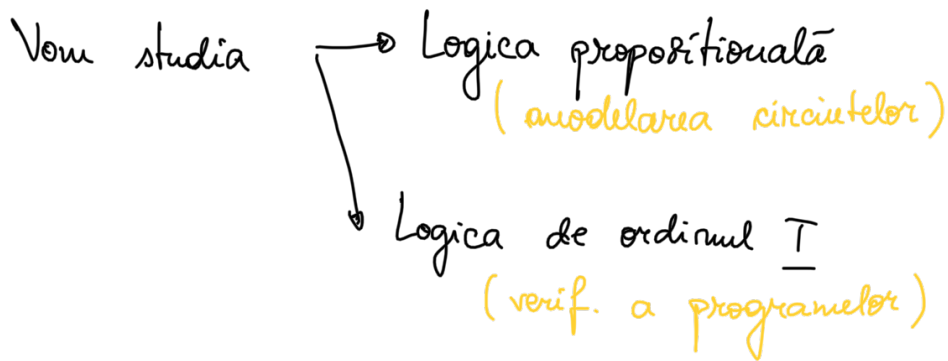 Vom studia → Logica propozițională
(modelarea circuitelor)
Logica de ordinul I
(verif. a programelor)